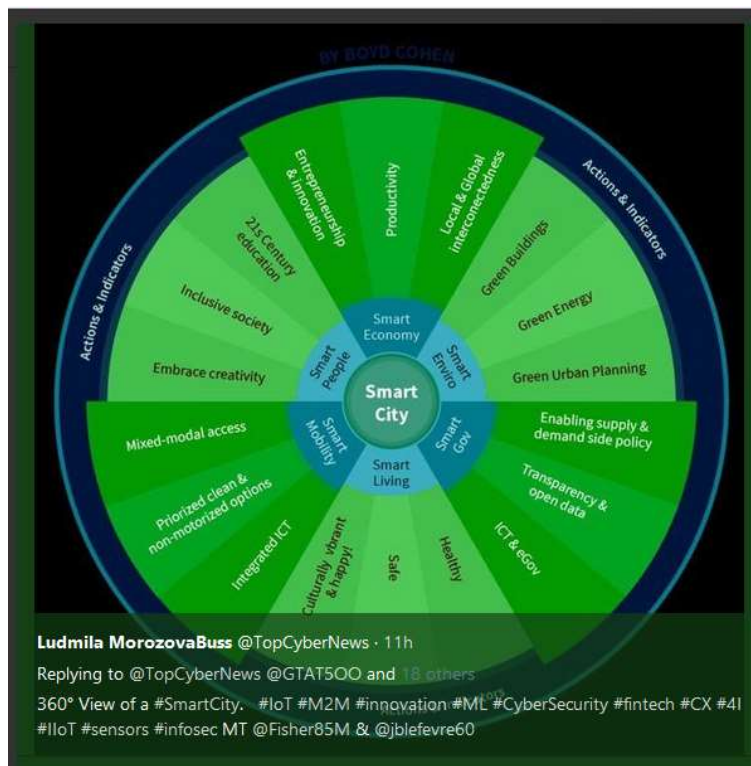 BY BOYD COHEN
Actions & Indicators
Actions & Indicators
Entrepreneurship
& innovation
Productivity
Local & Global
interconectedness
21s Century
education
Inclusive society
Embrace creativity
Green Buildings
Green Energy
Green Urban Planning
Smart
Economy
Smart
People
Smart
Enviro
Smart
City
Smart
Mobility
Smart
Living
Smart
Gov
Mixed-modal access
Priorized clean &
non-motorized options
Integrated ICT
Culturally vbrant
& happy!
Safe
Healthy
ICT & eGov
Transparency &
open data
Enabling supply &
demand side policy
Ludmila MorozovaBuss @TopCyberNews · 11h
Replying to @TopCyberNews @GTAT5OO and 18 others
360° View of a #SmartCity. #IoT #M2M #innovation #ML #CyberSecurity #fintech #CX #4I
#IIoT #sensors #infosec MT @Fisher85M & @jblefevre60